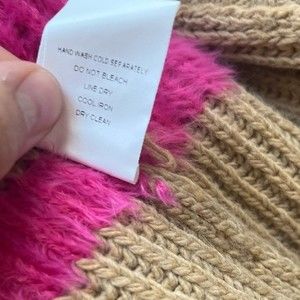 HAND WASH COLD SEPARATELY
DO NOT BLEACH
LINE DRY
COOL IRON
DRY CLEAN